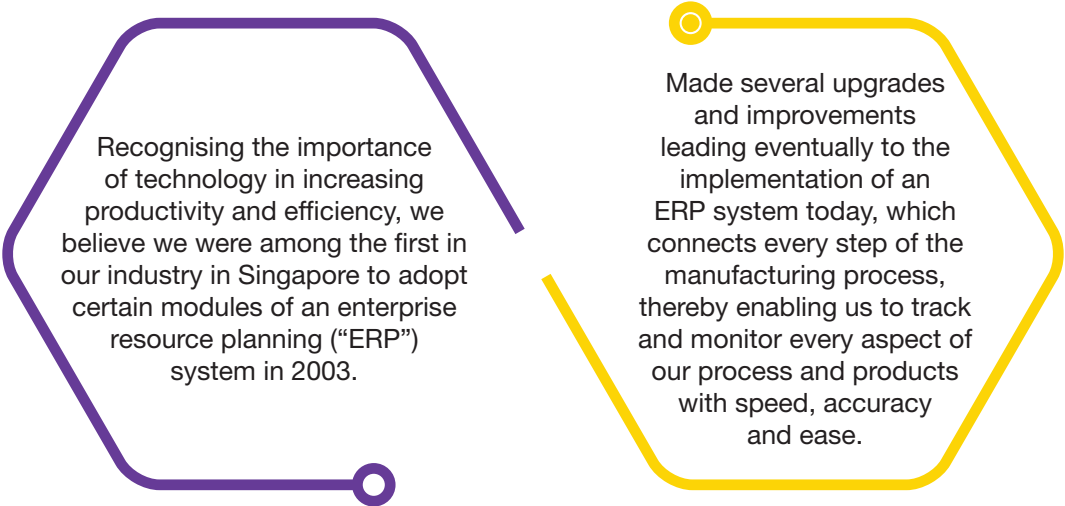 Recognising the importance
of technology in increasing
productivity and efficiency, we
believe we were among the first in
our industry in Singapore to adopt
certain modules of an enterprise
resource planning (“ERP”)
system in 2003.
Made several upgrades
and improvements
leading eventually to the
implementation of an
ERP system today, which
connects every step of the
manufacturing process,
thereby enabling us to track
and monitor every aspect of
our process and products
with speed, accuracy
and ease.